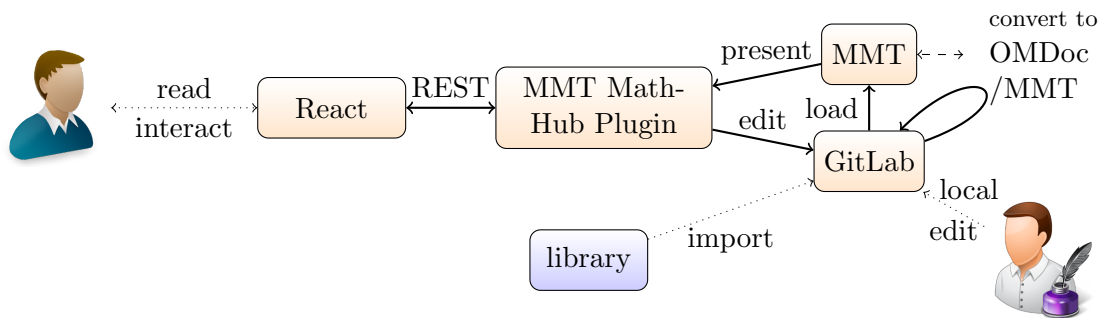 convert to
OMDoc
/MMT
MMT
present
read
interact
React
REST
MMT Math-
Hub Plugin
load
edit
GitLab
local
edit
import
library